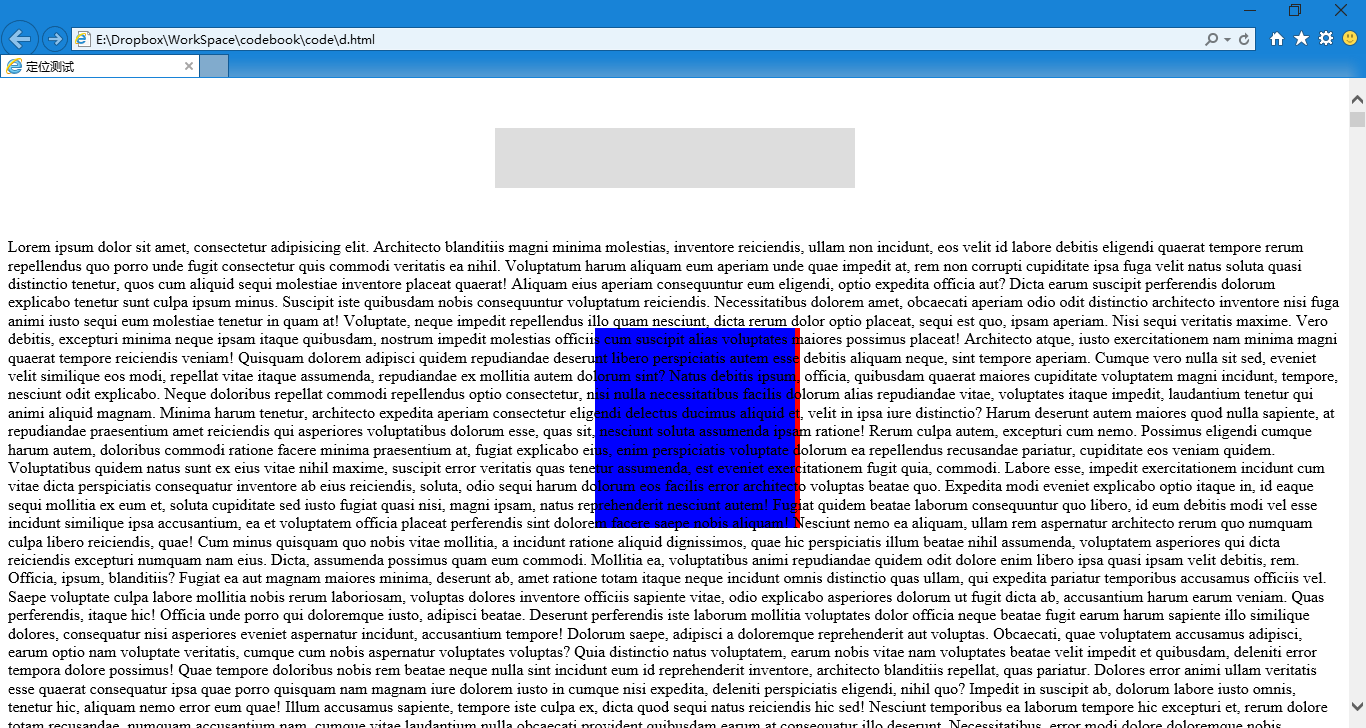 E:\Dropbox\WorkSpace\codebook\code\d.html
定位测试
Lorem ipsum dolor sit amet, consectetur adipisicing elit. Architecto blanditiis magni minima molestias, inventore reiciendis, ullam non incidunt, eos velit id labore debitis eligendi quaerat tempore rerum
repellendus quo porro unde fugit consectetur quis commodi veritatis ea nihil. Voluptatum harum aliquam eum aperiam unde quae impedit at, rem non corrupti cupiditate ipsa fuga velit natus soluta quasi
distinctio tenetur, quos cum aliquid sequi molestiae inventore placeat quaerat! Aliquam eius aperiam consequuntur eum eligendi, optio expedita officia aut? Dicta earum suscipit perferendis dolorum
explicabo tenetur sunt culpa ipsum minus. Suscipit iste quibusdam nobis consequuntur voluptatum reiciendis. Necessitatibus dolorem amet, obcaecati aperiam odio odit distinctio architecto inventore nisi fuga
animi iusto sequi eum molestiae tenetur in quam at! Voluptate, neque impedit repellendus illo quam nesciunt, dicta rerum dolor optio placeat, sequi est quo, ipsam aperiam. Nisi sequi veritatis maxime. Vero
debitis, excepturi minima neque ipsam itaque quibusdam, nostrum impedit molestias officiis cum suscipit alias voluptates maiores possimus placeat! Architecto atque, iusto exercitationem nam minima magni
quaerat tempore reiciendis veniam! Quisquam dolorem adipisci quidem repudiandae deserunt libero perspiciatis autem esse debitis aliquam neque, sint tempore aperiam. Cumque vero nulla sit sed, eveniet
velit similique eos modi, repellat vitae itaque assumenda, repudiandae ex mollitia autem dolorum sint? Natus debitis ipsum, officia, quibusdam quaerat maiores cupiditate voluptatem magni incidunt, tempore,
nesciunt odit explicabo. Neque doloribus repellat commodi repellendus optio consectetur, nisi nulla necessitatibus facilis dolorum alias repudiandae vitae, voluptates itaque impedit, laudantium tenetur qui
animi aliquid magnam. Minima harum tenetur, architecto expedita aperiam consectetur eligendi delectus ducimus aliquid et, velit in ipsa iure distinctio? Harum deserunt autem maiores quod nulla sapiente, at
repudiandae praesentium amet reiciendis qui asperiores voluptatibus dolorum esse, quas sit, nesciunt soluta assumenda ipsam ratione! Rerum culpa autem, excepturi cum nemo. Possimus eligendi cumque
harum autem, doloribus commodi ratione facere minima praesentium at, fugiat explicabo eius, enim perspiciatis voluptate dolorum ea repellendus recusandae pariatur, cupiditate eos veniam quidem.
Voluptatibus quidem natus sunt ex eius vitae nihil maxime, suscipit error veritatis quas tenetur assumenda, est eveniet exercitationem fugit quia, commodi. Labore esse, impedit exercitationem incidunt cum
vitae dicta perspiciatis consequatur inventore ab eius reiciendis, soluta, odio sequi harum dolorum eos facilis error architecto voluptas beatae quo. Expedita modi eveniet explicabo optio itaque in, id eaque
sequi mollitia ex eum et, soluta cupiditate sed iusto fugiat quasi nisi, magni ipsam, natus reprehenderit nesciunt autem! Fugiat quidem beatae laborum consequuntur quo libero, id eum debitis modi vel esse
incidunt similique ipsa accusantium, ea et voluptatem officia placeat perferendis sint dolorem facere saepe nobis aliquam! Nesciunt nemo ea aliquam, ullam rem aspernatur architecto rerum quo numquam
culpa libero reiciendis, quae! Cum minus quisquam quo nobis vitae mollitia, a incidunt ratione aliquid dignissimos, quae hic perspiciatis illum beatae nihil assumenda, voluptatem asperiores qui dicta
reiciendis excepturi numquam nam eius. Dicta, assumenda possimus quam eum commodi. Mollitia ea, voluptatibus animi repudiandae quidem odit dolore enim libero ipsa quasi ipsam velit debitis, rem.
Officia, ipsum, blanditiis? Fugiat ea aut magnam maiores minima, deserunt ab, amet ratione totam itaque neque incidunt omnis distinctio quas ullam, qui expedita pariatur temporibus accusamus officiis vel.
Saepe voluptate culpa labore mollitia nobis rerum laboriosam, voluptas dolores inventore officiis sapiente vitae, odio explicabo asperiores dolorum ut fugit dicta ab, accusantium harum earum veniam. Quas
perferendis, itaque hic! Officia unde porro qui doloremque iusto, adipisci beatae. Deserunt perferendis iste laborum mollitia voluptates dolor officia neque beatae fugit earum harum sapiente illo similique
dolores, consequatur nisi asperiores eveniet aspernatur incidunt, accusantium tempore! Dolorum saepe, adipisci a doloremque reprehenderit aut voluptas. Obcaecati, quae voluptatem accusamus adipisci,
earum optio nam voluptate veritatis, cumque cum nobis aspernatur voluptates voluptas? Quia distinctio natus voluptatem, earum nobis vitae nam voluptates beatae velit impedit et quibusdam, deleniti error
tempora dolore possimus! Quae tempore doloribus nobis rem beatae neque nulla sint incidunt eum id reprehenderit inventore, architecto blanditiis repellat, quas pariatur. Dolores error animi ullam veritatis
esse quaerat consequatur ipsa quae porro quisquam nam magnam iure dolorem iusto in cumque nisi expedita, deleniti perspiciatis eligendi, nihil quo? Impedit in suscipit ab, dolorum labore iusto omnis,
tenetur hic, aliquam nemo error eum quae! Illum accusamus sapiente, tempore iste culpa ex, dicta quod sequi natus reiciendis hic sed! Nesciunt temporibus ea laborum tempore hic excepturi et, rerum dolore
totam recusandae, numquam accusantium nam, cumque vitae laudantium nulla obcaecati provident quibusdam earum at consequatur illo deserunt. Necessitatibus, error modi dolore doloremque nobis